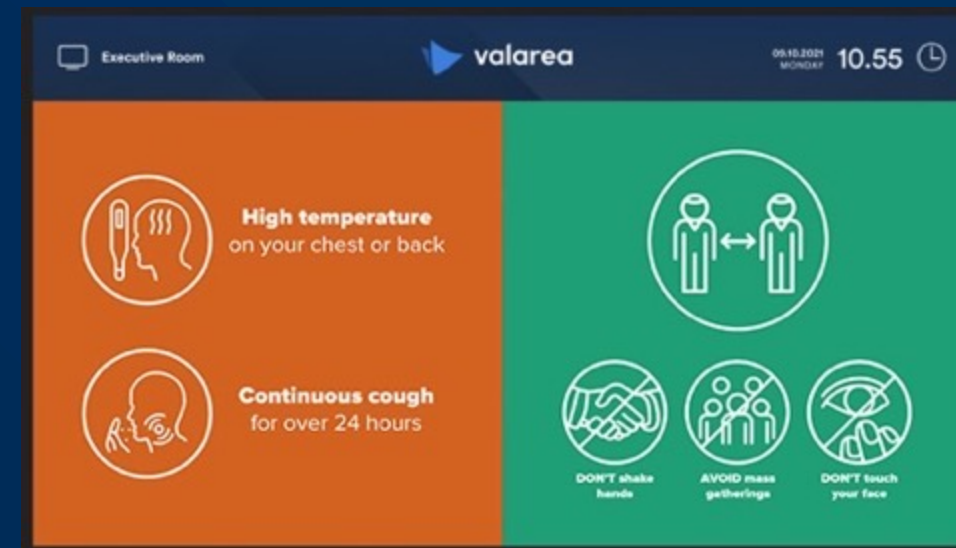 Executive Room
valarea
09.10.2021
MONDAY
10.55
High temperature
on your chest or back
Continuous cough
for over 24 hours
DON'T shake
hands
AVOID mass
gatherings
DON'T touch
your face